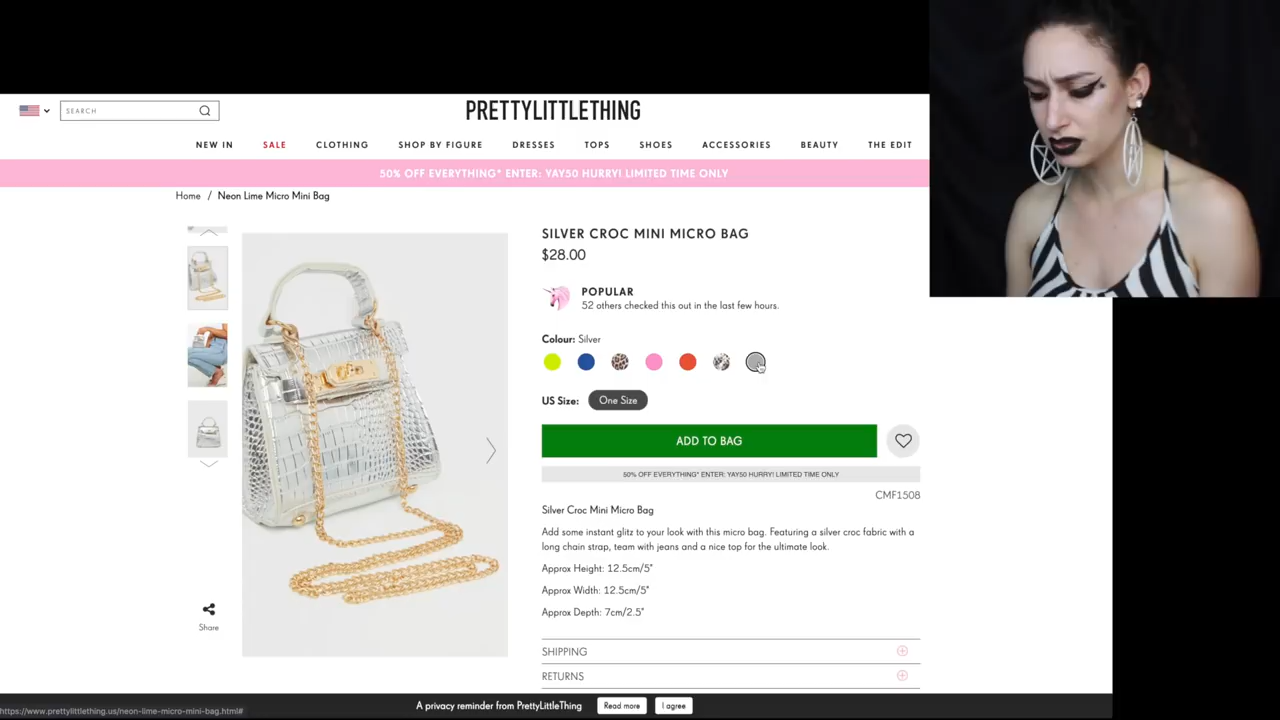 SEARCH
PRETTYLITTLETHING
NEW IN SALE CLOTHING SHOP BY FIGURE DRESSES TOPS SHOES ACCESSORIES BEAUTY THE EDIT
50% OFF EVERYTHING* ENTER: YAY50 HURRY! LIMITED TIME ONLY
Home / Neon Lime Micro Mini Bag
SILVER CROC MINI MICRO BAG
$28.00
POPULAR
52 others checked this out in the last few hours.
Colour: Silver
US Size: One Size
ADD TO BAG
50% OFF EVERYTHING* ENTER: YAY50 HURRY! LIMITED TIME ONLY
CMF1508
Silver Croc Mini Micro Bag
Add some instant glitz to your look with this micro bag. Featuring a silver croc fabric with a
long chain strap, team with jeans and a nice top for the ultimate look.
Approx Height: 12.5cm/5"
Approx Width: 12.5cm/5"
Approx Depth: 7cm/2.5"
Share
SHIPPING
RETURNS
A privacy reminder from PrettyLittleThing Read more I agree
https://www.prettylittlething.us/neon-lime-micro-mini-bag.html#